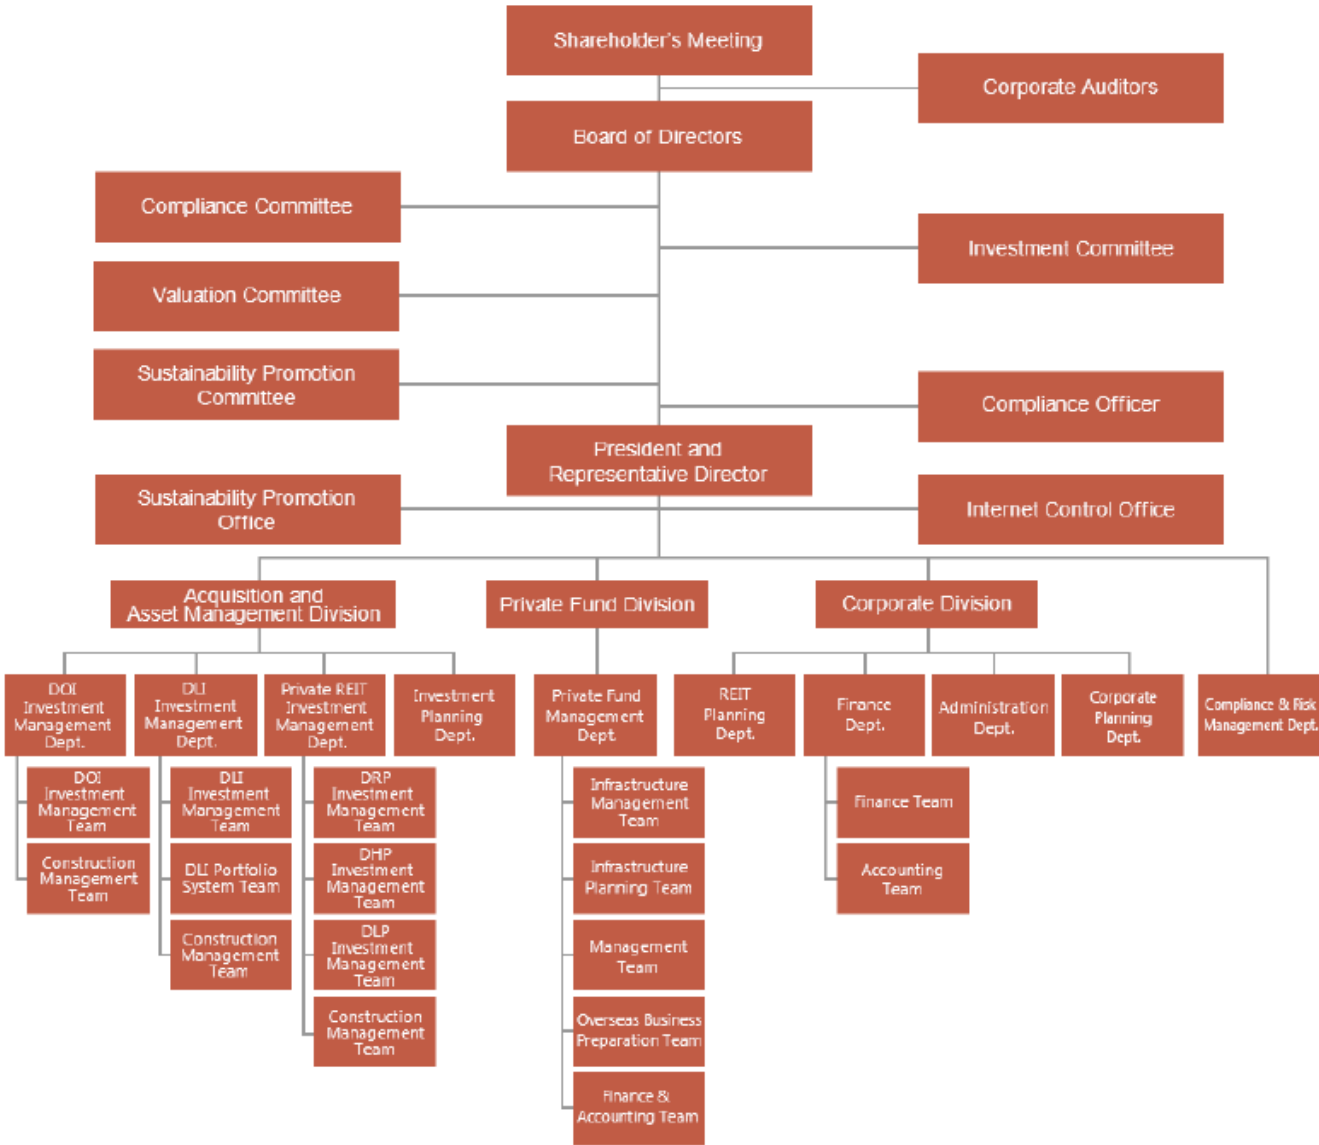 Shareholder's Meeting
Corporate Auditors
Board of Directors
Compliance Committee
Investment Committee
Valuation Committee
Sustainability Promotion
Committee
Compliance Officer
President and
Representative Director
Sustainability Promotion
Office
Internet Control Office
Acquisition and
Asset Management Division
Private Fund Division
Corporate Division
DOI
Investment
Management
Dept.
DLI
Investment
Management
Dept.
Private REIT
Investment
Management
Dept.
Investment
Planning
Dept.
Private Fund
Management
Dept.
REIT
Planning
Dept.
Finance
Dept.
Administration
Dept.
Corporate
Planning
Dept.
Compliance & Risk
Management Dept.
DOI
Investment
Management
Team
Construction
Management
Team
DLI
Investment
Management
Team
DLI Portfolio
System Team
Construction
Management
Team
DRP
Investment
Management
Team
DHP
Investment
Management
Team
DLP
Investment
Management
Team
Construction
Management
Team
Infrastructure
Management
Team
Infrastructure
Planning Team
Management
Team
Overseas Business
Preparation Team
Finance &
Accounting Team
Finance Team
Accounting
Team